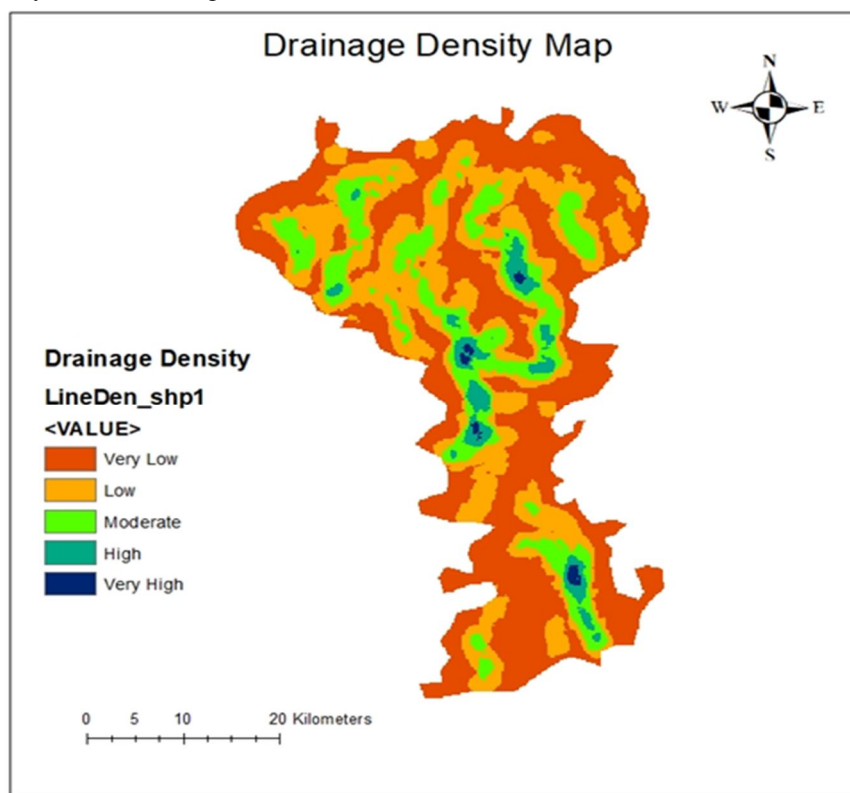 Drainage Density Map
N
W E
S
Drainage Density
LineDen_shp1
<VALUE>
Very Low
Low
Moderate
High
Very High
0 5 10 20 Kilometers